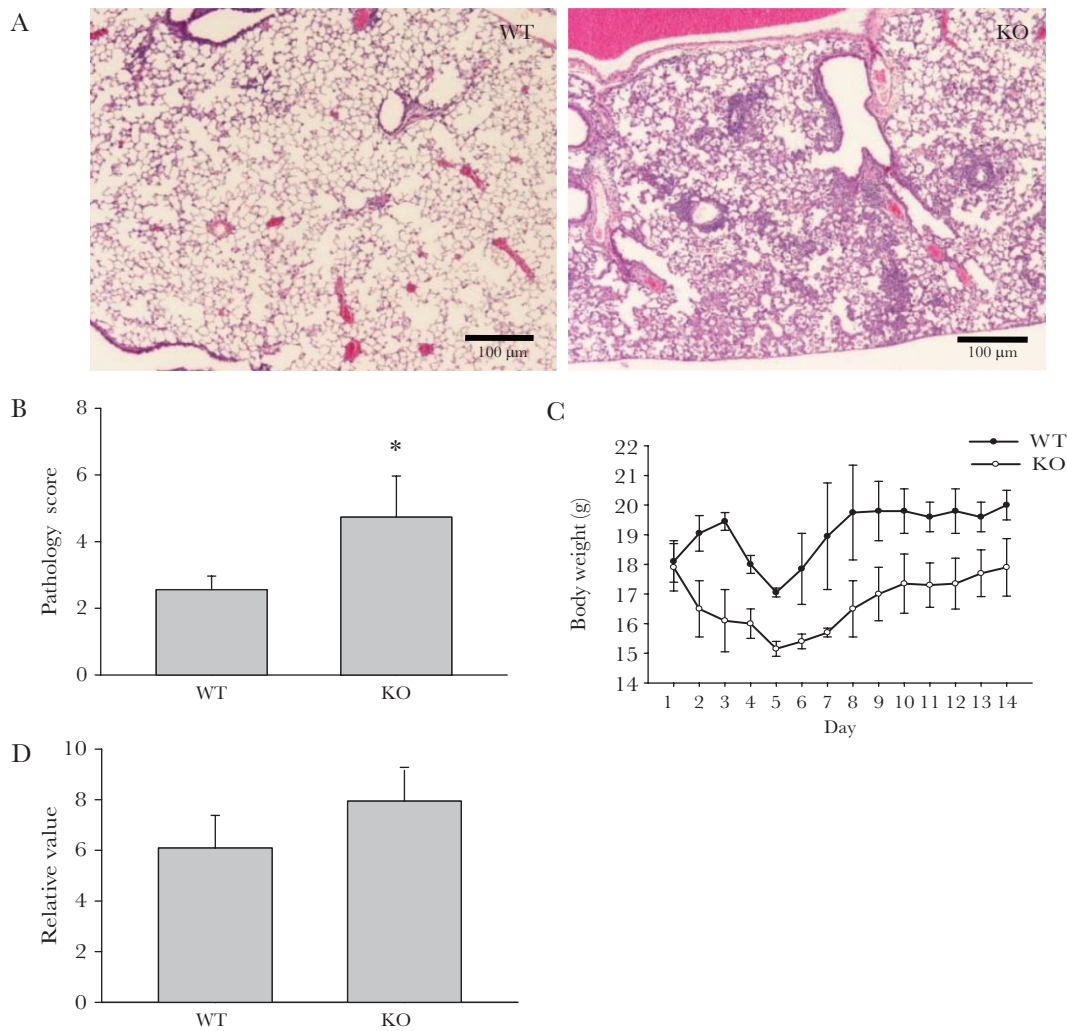 A
WT
KO
100 μm
100 μm
B
Pathology score
8
6
4
2
0
*
WT
KO
C
WT
KO
Body weight (g)
22
21
20
19
18
17
16
15
14
1 2 3 4 5 6 7 8 9 10 11 12 13 14
Day
D
Relative value
10
8
6
4
2
0
WT
KO